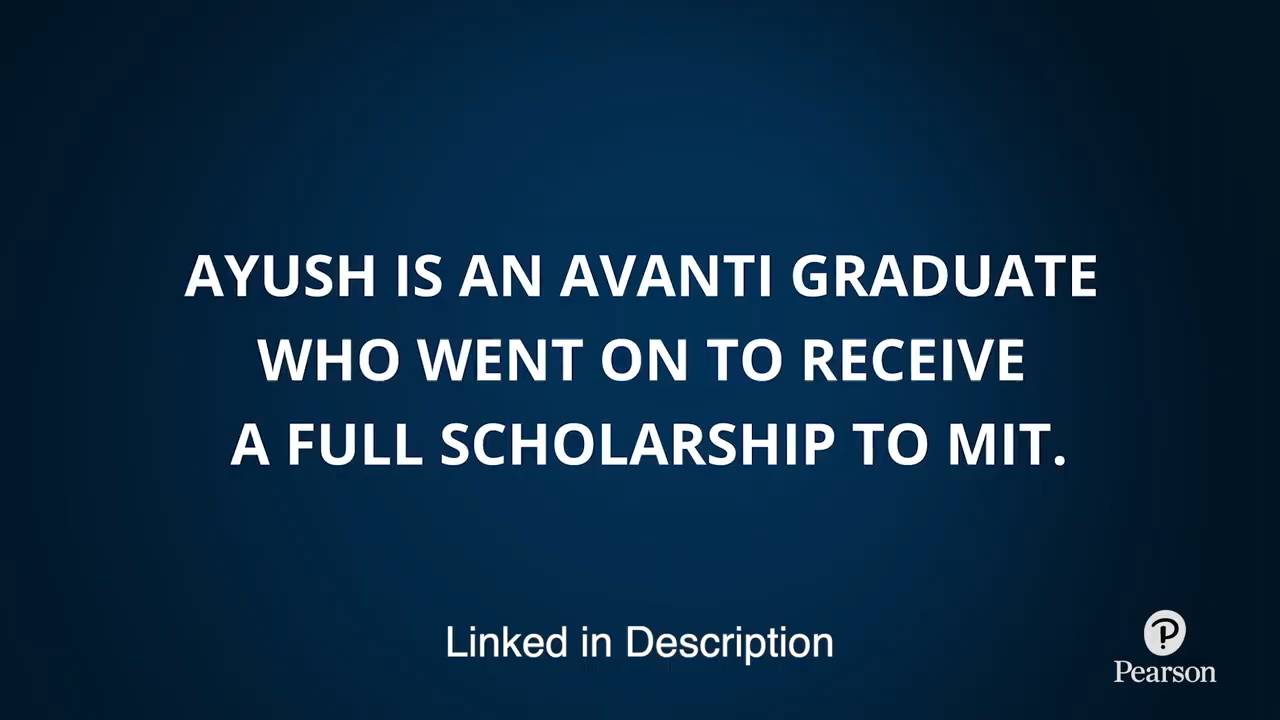 AYUSH IS AN AVANTI GRADUATE
WHO WENT ON TO RECEIVE
A FULL SCHOLARSHIP TO MIT.
Linked in Description
Pearson